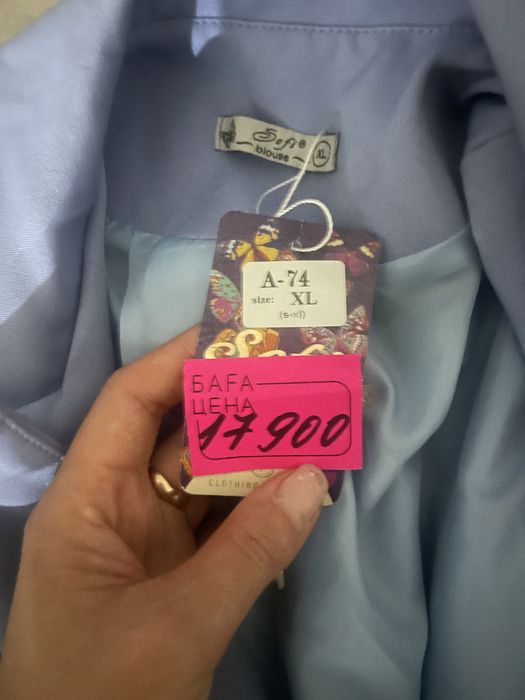 Sofi
blouse
XL
A-74
size: XL
(s-xl)
БАҒА
ЦЕНА
17 900
CLOTHING